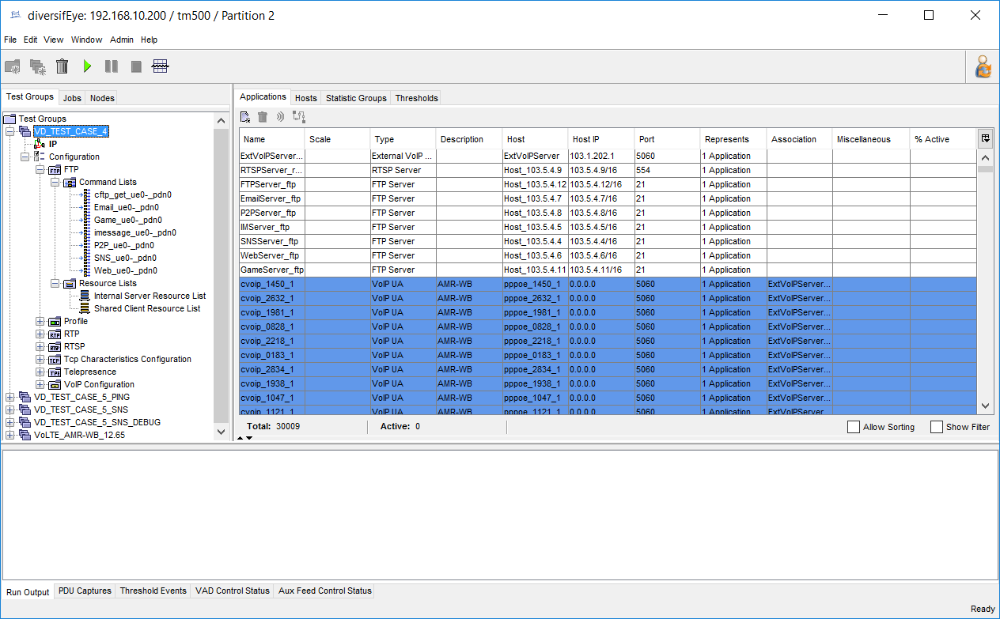 diversifEye: 192.168.10.200 / tm500 / Partition 2
File Edit View Window Admin Help
Test Groups Jobs Nodes
Test Groups
VD_TEST_CASE_4
IP
Configuration
FTP
Command Lists
cftp_get_ue0-_pdn0
Email_ue0-_pdn0
Game_ue0-_pdn0
imessage_ue0-_pdn0
P2P_ue0-_pdn0
SNS_ue0-_pdn0
Web_ue0-_pdn0
Resource Lists
Internal Server Resource List
Shared Client Resource List
Profile
RTP
RTSP
Tcp Characteristics Configuration
Telepresence
VoIP Configuration
VD_TEST_CASE_5_PING
VD_TEST_CASE_5_SNS
VD_TEST_CASE_5_SNS_DEBUG
VoLTE_AMR-WB_12.65
Applications Hosts Statistic Groups Thresholds
Name Scale Type Description Host Host IP Port Represents Association Miscellaneous % Active
ExtVoIPServer... External VoIP ... ExtVoIPServer 103.1.202.1 5060 1 Application
RTSPServer_r... RTSP Server Host_103.5.4.9 103.5.4.9/16 554 1 Application
FTPServer_ftp FTP Server Host_103.5.4.12 103.5.4.12/16 21 1 Application
EmailServer_ftp FTP Server Host_103.5.4.7 103.5.4.7/16 21 1 Application
P2PServer_ftp FTP Server Host_103.5.4.8 103.5.4.8/16 21 1 Application
IMServer_ftp FTP Server Host_103.5.4.5 103.5.4.5/16 21 1 Application
SNSServer_ftp FTP Server Host_103.5.4.4 103.5.4.4/16 21 1 Application
WebServer_ftp FTP Server Host_103.5.4.6 103.5.4.6/16 21 1 Application
GameServer_ftp FTP Server Host_103.5.4.11 103.5.4.11/16 21 1 Application
cvoip_1450_1 VoIP UA AMR-WB pppoe_1450_1 0.0.0.0 5060 1 Application ExtVoIPServer...
cvoip_2632_1 VoIP UA AMR-WB pppoe_2632_1 0.0.0.0 5060 1 Application ExtVoIPServer...
cvoip_1981_1 VoIP UA AMR-WB pppoe_1981_1 0.0.0.0 5060 1 Application ExtVoIPServer...
cvoip_0828_1 VoIP UA AMR-WB pppoe_0828_1 0.0.0.0 5060 1 Application ExtVoIPServer...
cvoip_2218_1 VoIP UA AMR-WB pppoe_2218_1 0.0.0.0 5060 1 Application ExtVoIPServer...
cvoip_0183_1 VoIP UA AMR-WB pppoe_0183_1 0.0.0.0 5060 1 Application ExtVoIPServer...
cvoip_2834_1 VoIP UA AMR-WB pppoe_2834_1 0.0.0.0 5060 1 Application ExtVoIPServer...
cvoip_1938_1 VoIP UA AMR-WB pppoe_1938_1 0.0.0.0 5060 1 Application ExtVoIPServer...
cvoip_1047_1 VoIP UA AMR-WB pppoe_1047_1 0.0.0.0 5060 1 Application ExtVoIPServer...
cvoip_1121_1 VoIP UA AMR-WB pppoe_1121_1 0.0.0.0 5060 1 Application ExtVoIPServer...
Total: 30009 Active: 0 Allow Sorting Show Filter
Run Output PDU Captures Threshold Events VAD Control Status Aux Feed Control Status
Ready